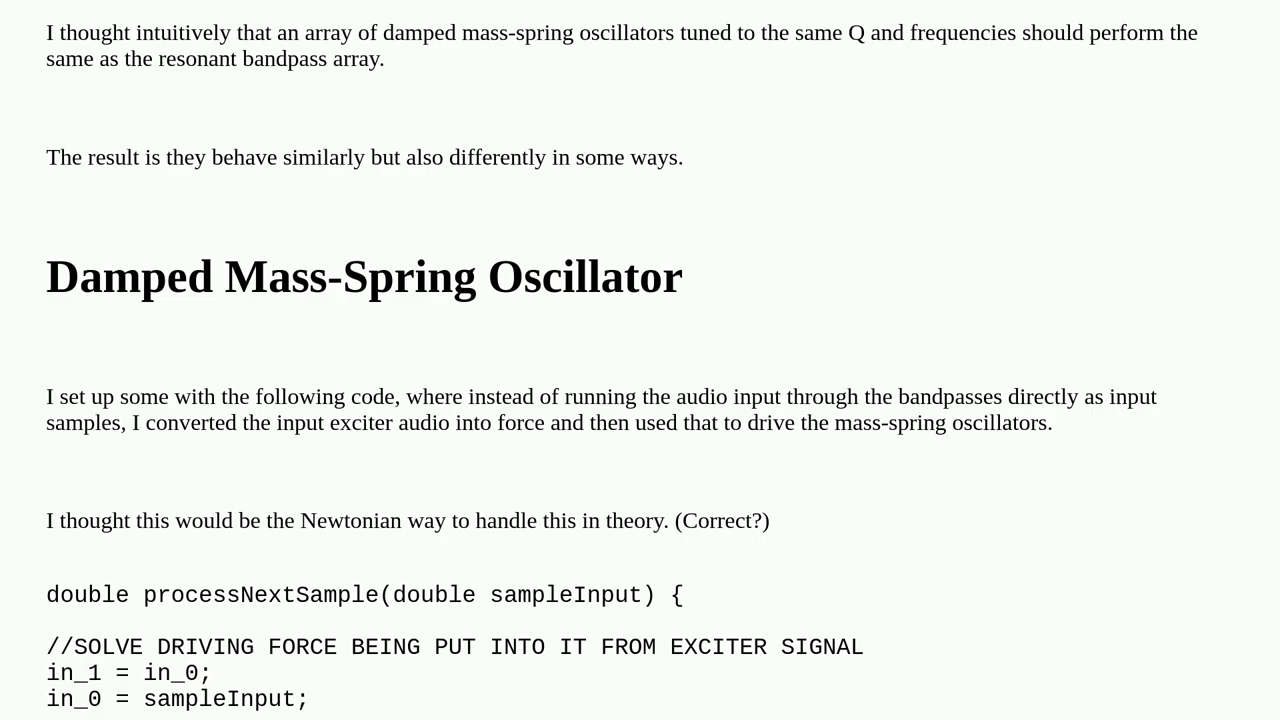 I thought intuitively that an array of damped mass-spring oscillators tuned to the same Q and frequencies should perform the
same as the resonant bandpass array.
The result is they behave similarly but also differently in some ways.
Damped Mass-Spring Oscillator
I set up some with the following code, where instead of running the audio input through the bandpasses directly as input
samples, I converted the input exciter audio into force and then used that to drive the mass-spring oscillators.
I thought this would be the Newtonian way to handle this in theory. (Correct?)
double processNextSample(double sampleInput) {
//SOLVE DRIVING FORCE BEING PUT INTO IT FROM EXCITER SIGNAL
in_1 = in_0;
in_0 = sampleInput;